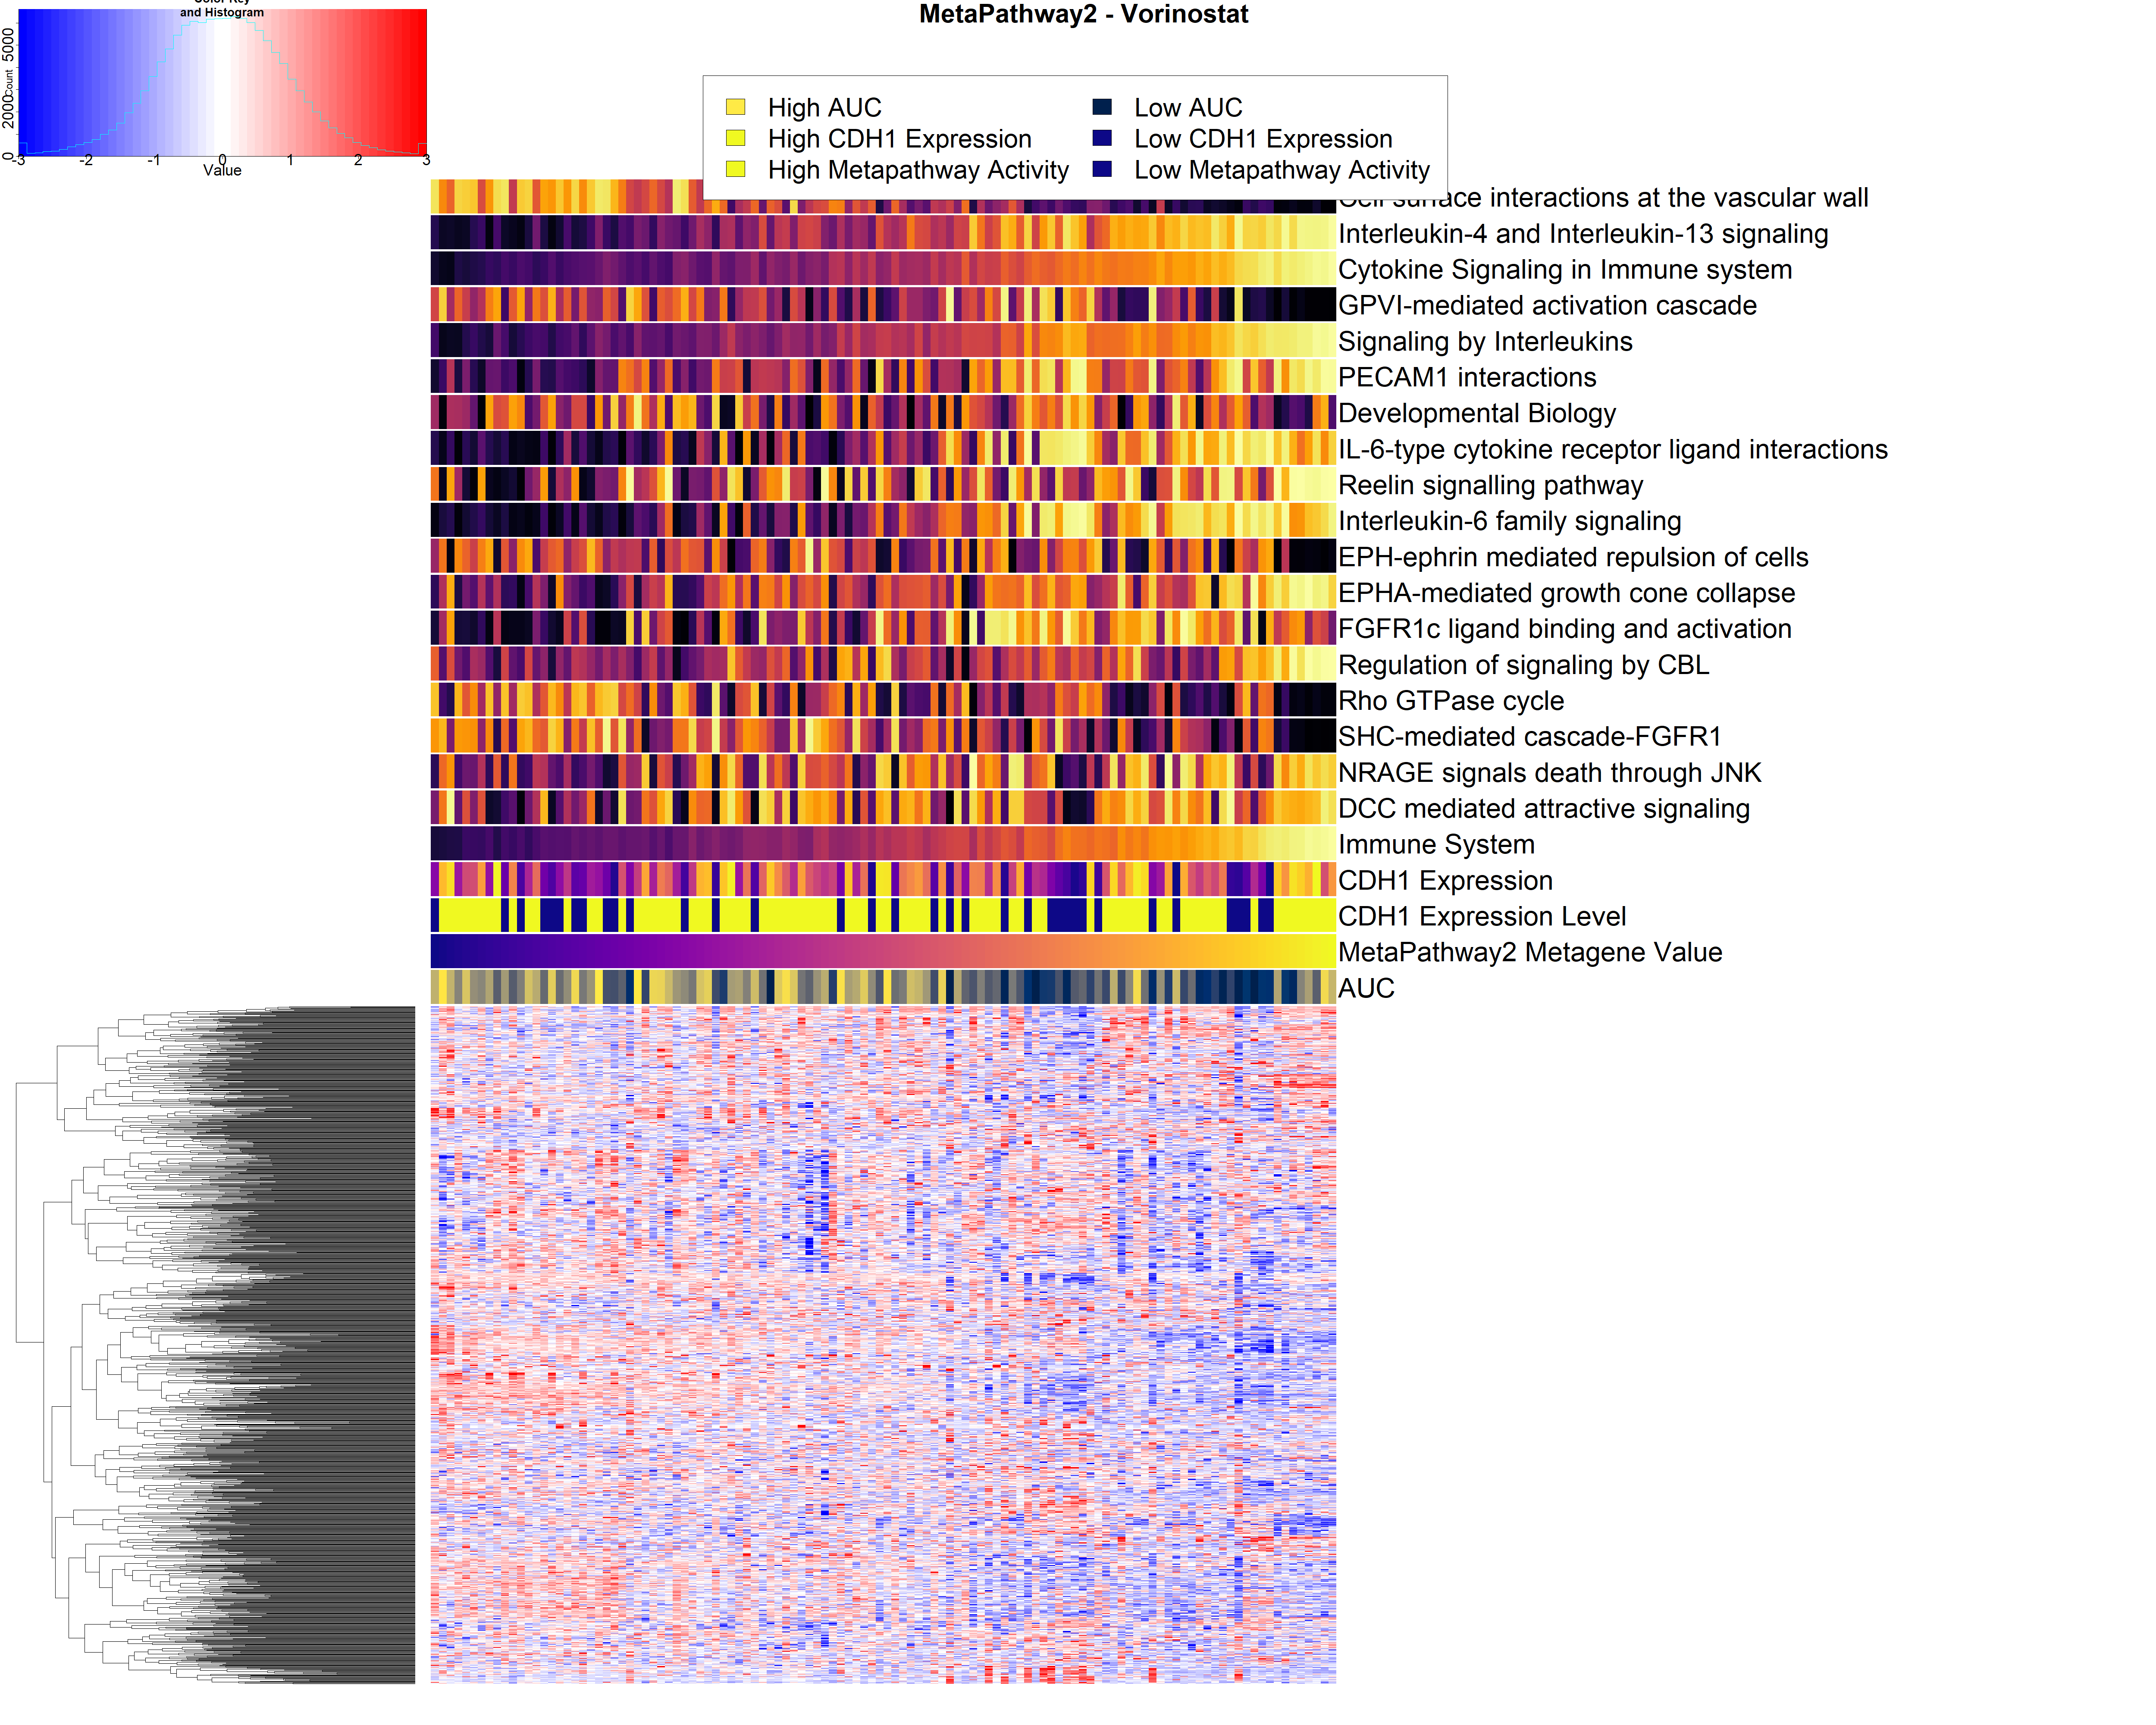 MetaPathway2 - Vorinostat
Color Key
and Histogram
Count
0 2000 5000
-3 -2 -1 0 1 2 3
Value
High AUC Low AUC
High CDH1 Expression Low CDH1 Expression
High Metapathway Activity Low Metapathway Activity
Cell surface interactions at the vascular wall
Interleukin-4 and Interleukin-13 signaling
Cytokine Signaling in Immune system
GPVI-mediated activation cascade
Signaling by Interleukins
PECAM1 interactions
Developmental Biology
IL-6-type cytokine receptor ligand interactions
Reelin signalling pathway
Interleukin-6 family signaling
EPH-ephrin mediated repulsion of cells
EPHA-mediated growth cone collapse
FGFR1c ligand binding and activation
Regulation of signaling by CBL
Rho GTPase cycle
SHC-mediated cascade-FGFR1
NRAGE signals death through JNK
DCC mediated attractive signaling
Immune System
CDH1 Expression
CDH1 Expression Level
MetaPathway2 Metagene Value
AUC